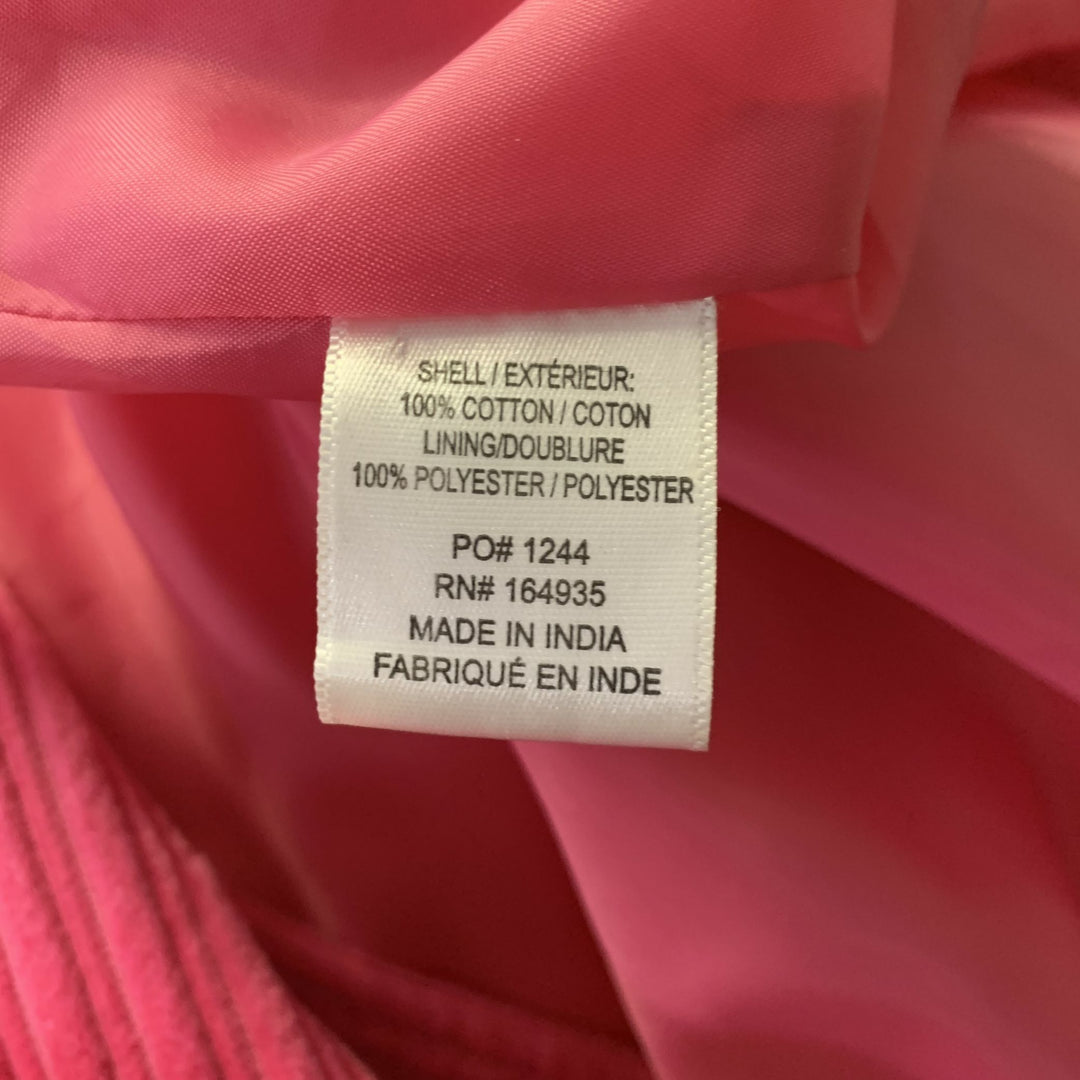 SHELL / EXTÉRIEUR:
100% COTTON / COTON
LINING/DOUBLURE
100% POLYESTER / POLYESTER
PO# 1244
RN# 164935
MADE IN INDIA
FABRIQUÉ EN INDE